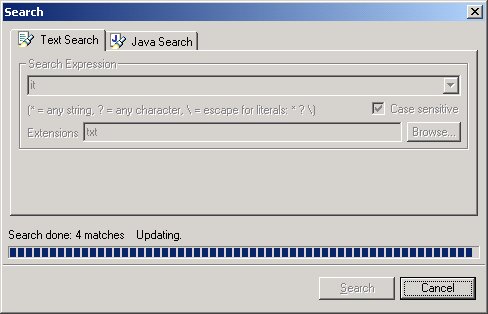 Search
Text Search Java Search
Search Expression
it
(* = any string, ? = any character, \ = escape for literals: * ? \) Case sensitive
Extensions txt Browse...
Search done: 4 matches Updating.
Search Cancel